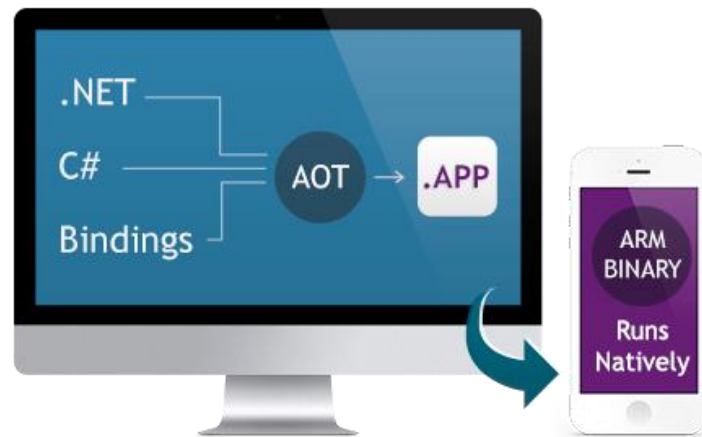 .NET
C#
Bindings
AOT
.APP
ARM
BINARY
Runs
Natively